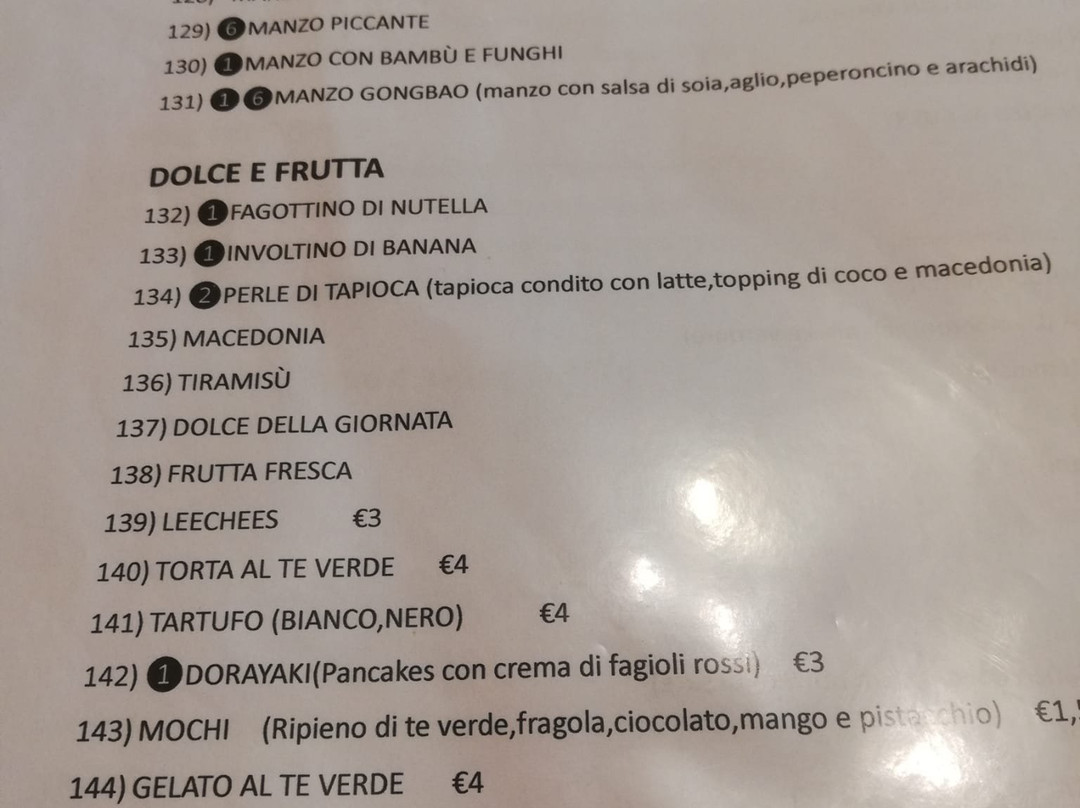 129) 6 MANZO PICCANTE
130) 1 MANZO CON BAMBÙ E FUNGHI
131) 1 6 MANZO GONGBAO (manzo con salsa di soia,aglio,peperoncino e arachidi)
DOLCE E FRUTTA
132) 1 FAGOTTINO DI NUTELLA
133) 1 INVOLTINO DI BANANA
134) 2 PERLE DI TAPIOCA (tapioca condito con latte,topping di coco e macedonia)
135) MACEDONIA
136) TIRAMISÙ
137) DOLCE DELLA GIORNATA
138) FRUTTA FRESCA
139) LEECHEES €3
140) TORTA AL TE VERDE €4
141) TARTUFO (BIANCO,NERO) €4
142) 1 DORAYAKI(Pancakes con crema di fagioli rossi) €3
143) MOCHI (Ripieno di te verde,fragola,ciocolato,mango e pistacchio) €1,
144) GELATO AL TE VERDE €4